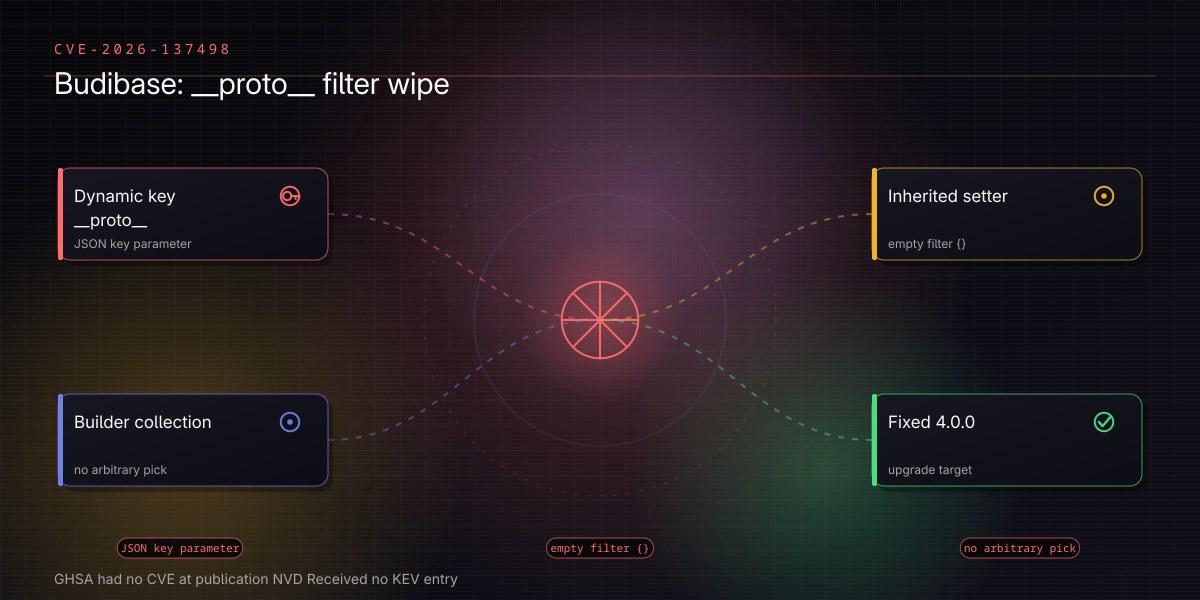 CVE-2026-137498
Budibase: __proto__ filter wipe
Dynamic key
__proto__
JSON key parameter
Inherited setter
empty filter {}
Builder collection
no arbitrary pick
Fixed 4.0.0
upgrade target
JSON key parameter
empty filter {}
no arbitrary pick
GHSA had no CVE at publication NVD Received no KEV entry